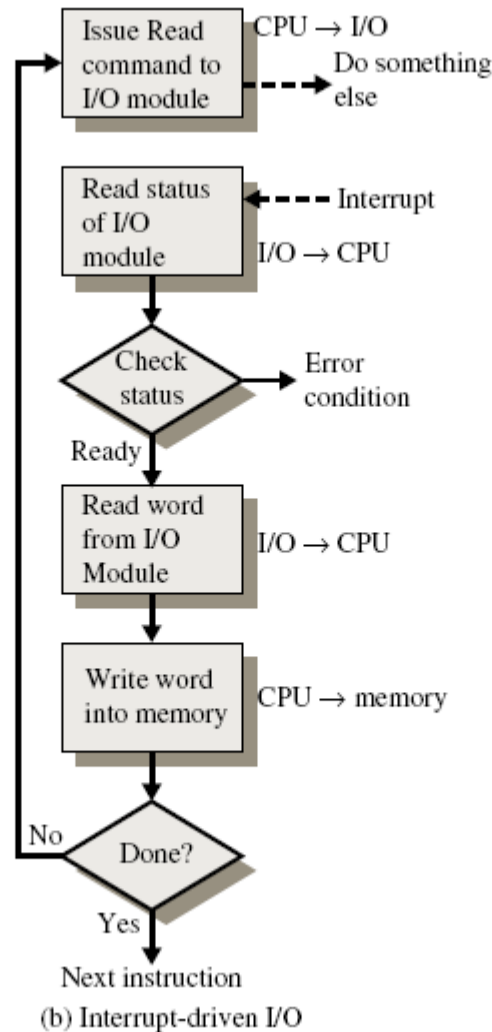 Issue Read
command to
I/O module
CPU → I/O
Do something
else
Read status
of I/O
module
Interrupt
I/O → CPU
Check
status
Error
condition
Ready
Read word
from I/O
Module
I/O → CPU
Write word
into memory
CPU → memory
No
Done?
Yes
Next instruction
(b) Interrupt-driven I/O